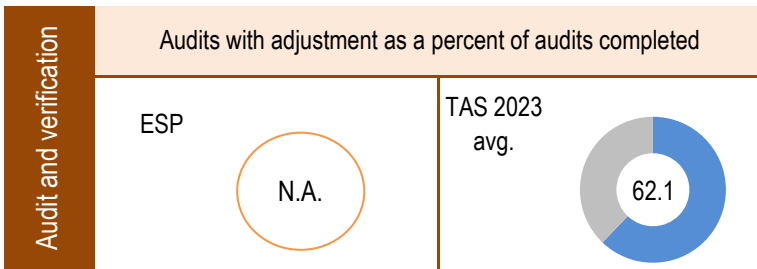 Audit and verification
Audits with adjustment as a percent of audits completed
ESP
N.A.
TAS 2023
avg.
62.1